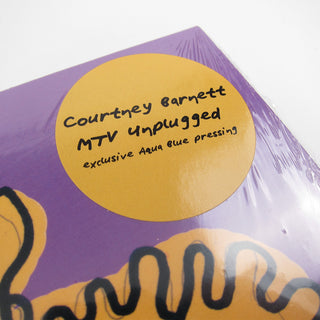 Courtney Barnett
MTV Unplugged
exclusive Aqua Blue pressing